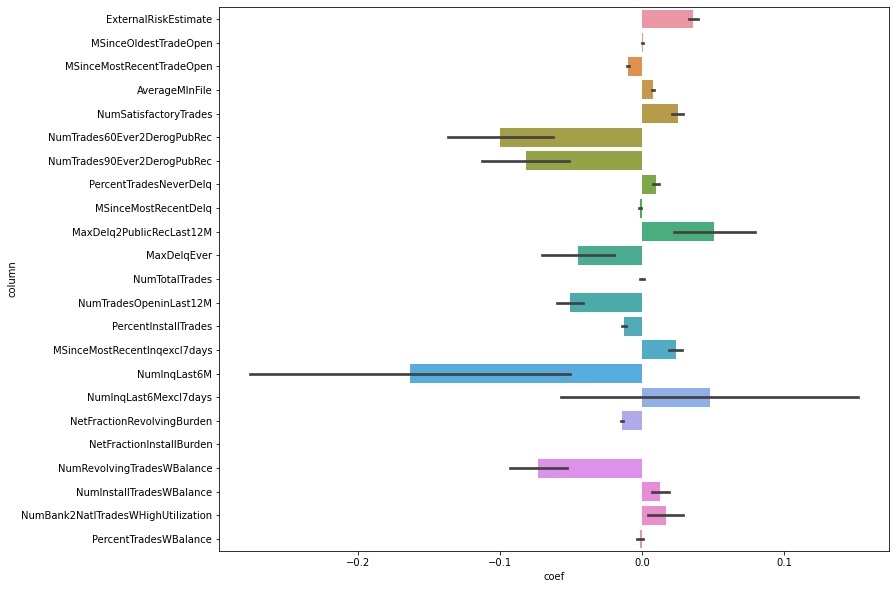 ExternalRiskEstimate
MSinceOldestTradeOpen
MSinceMostRecentTradeOpen
AverageMInFile
NumSatisfactoryTrades
NumTrades60Ever2DerogPubRec
NumTrades90Ever2DerogPubRec
PercentTradesNeverDelq
MSinceMostRecentDelq
MaxDelq2PublicRecLast12M
MaxDelqEver
NumTotalTrades
NumTradesOpeninLast12M
PercentInstallTrades
MSinceMostRecentInqexcl7days
NumInqLast6M
NumInqLast6Mexcl7days
NetFractionRevolvingBurden
NetFractionInstallBurden
NumRevolvingTradesWBalance
NumInstallTradesWBalance
NumBank2NatlTradesWHighUtilization
PercentTradesWBalance
column
−0.2 −0.1 0.0 0.1
coef